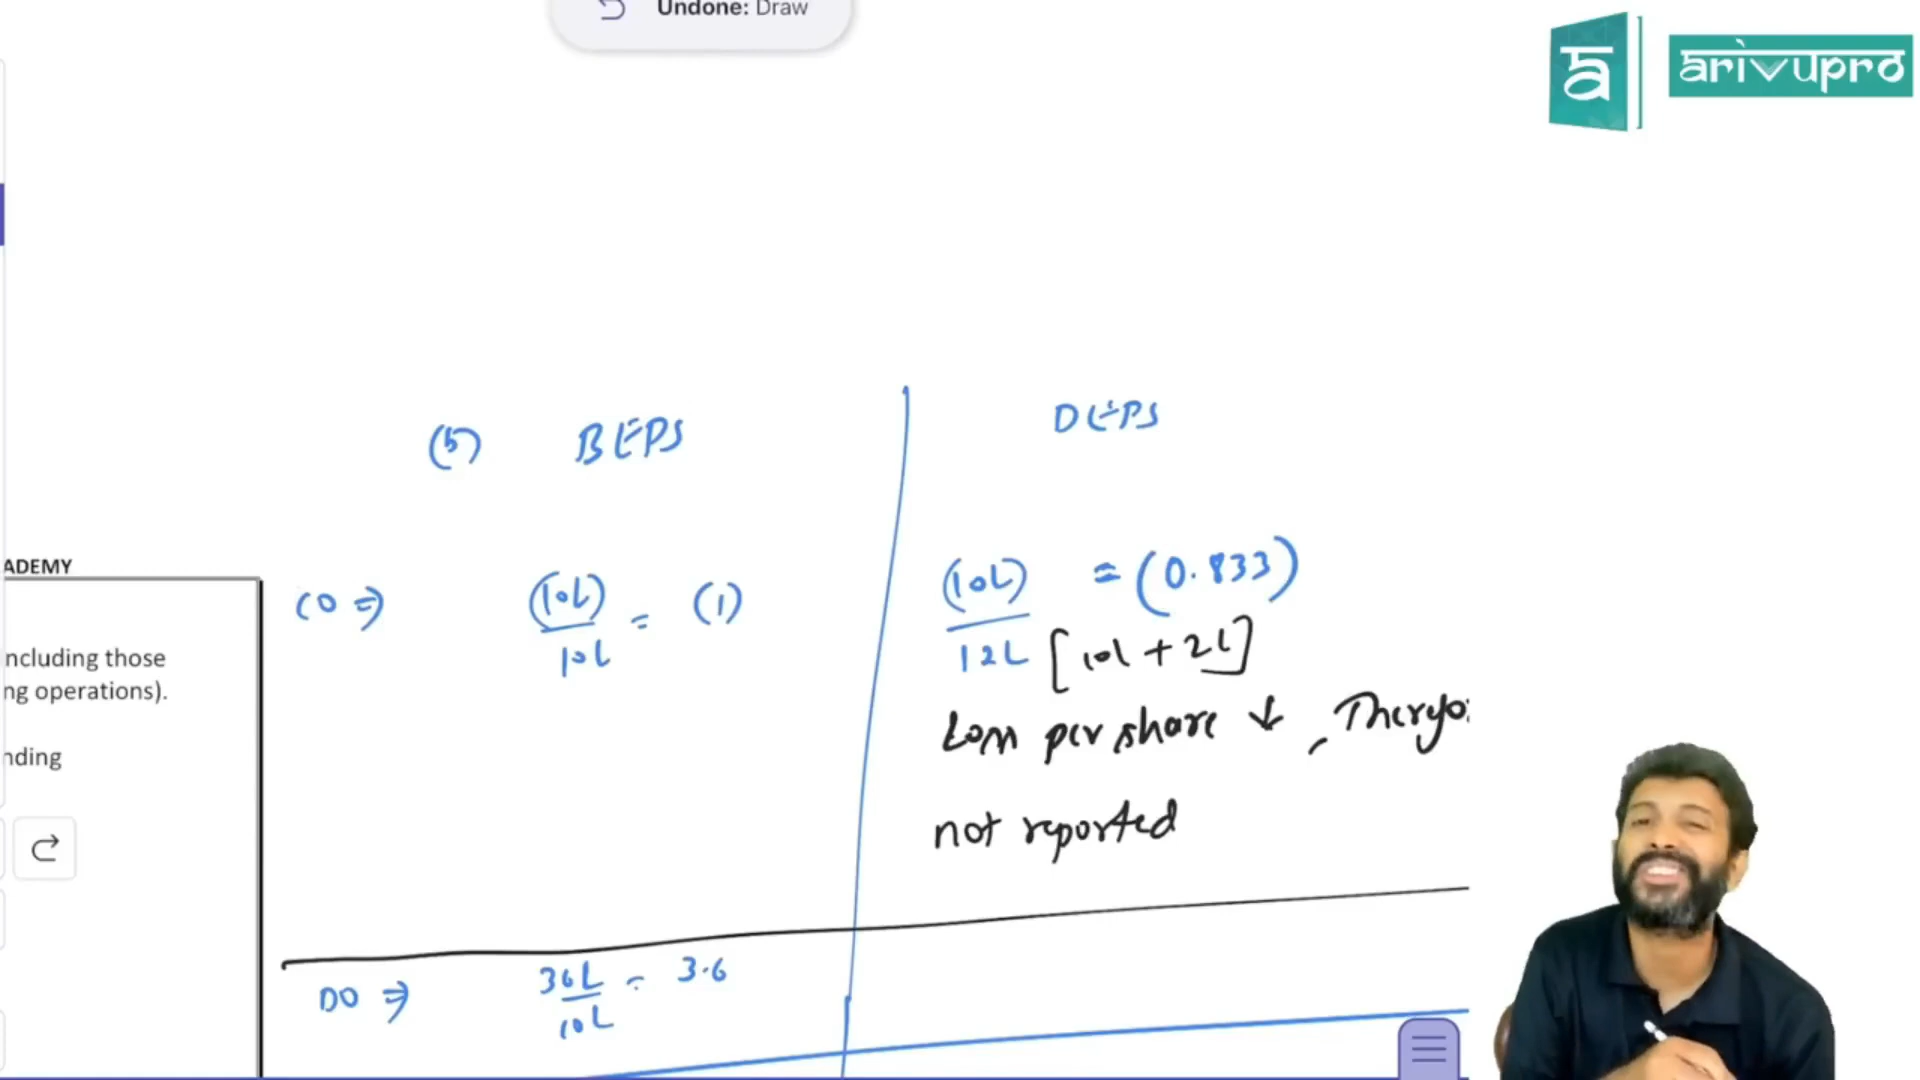 Undone: Draw
ā
arivupro
(5) BEPS
DEPS
ADEMY
ncluding those
ng operations).
nding
CO ⇒ (10L)/10L = (1)
(10L)/12L [10L + 2L] = (0.833)
Loss per share ↓,
not reported
DO ⇒ 36L/10L = 3.6